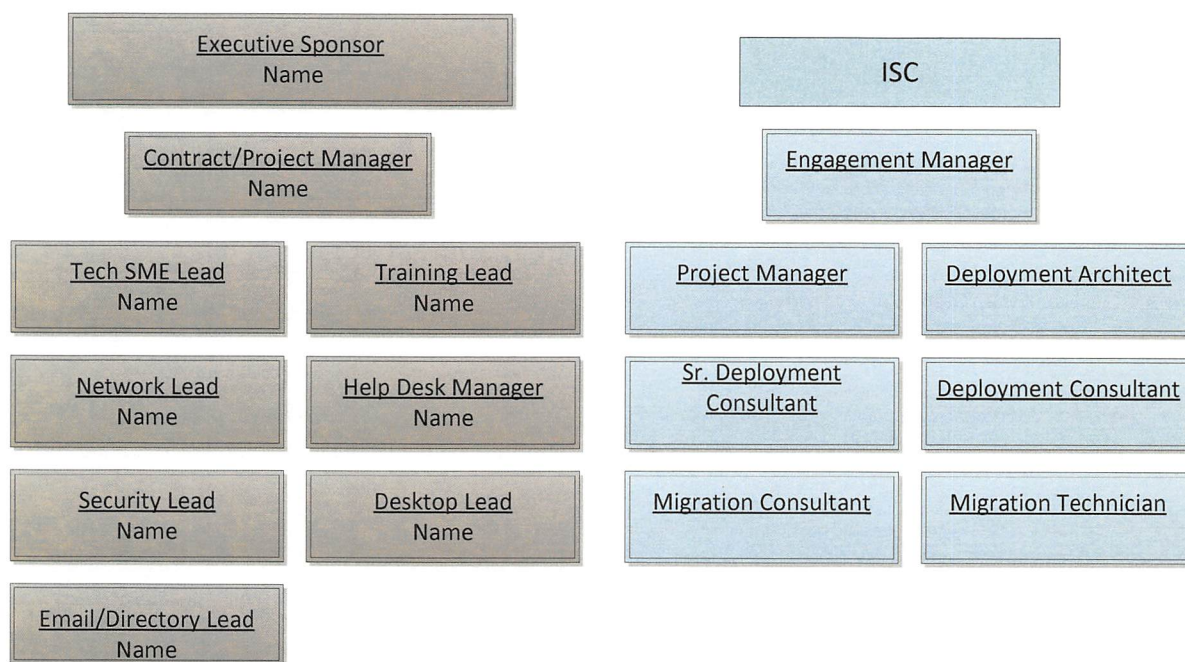 Executive Sponsor
Name
Contract/Project Manager
Name
Tech SME Lead
Name
Training Lead
Name
Network Lead
Name
Help Desk Manager
Name
Security Lead
Name
Desktop Lead
Name
Email/Directory Lead
Name
ISC
Engagement Manager
Project Manager
Deployment Architect
Sr. Deployment
Consultant
Deployment Consultant
Migration Consultant
Migration Technician